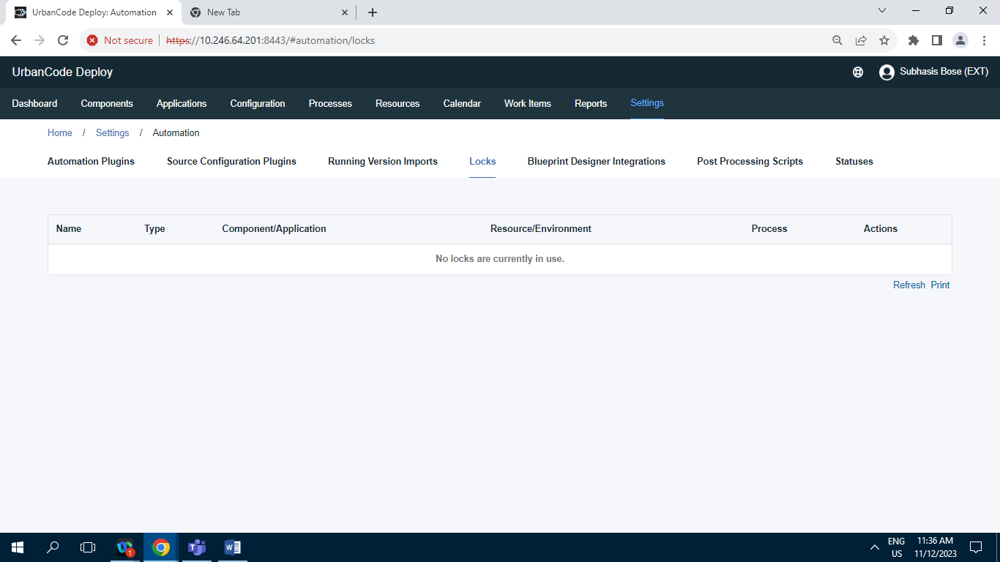 UrbanCode Deploy: Automation
New Tab
Not secure
https://10.246.64.201:8443/#automation/locks
UrbanCode Deploy
Subhasis Bose (EXT)
Dashboard Components Applications Configuration Processes Resources Calendar Work Items Reports Settings
Home / Settings / Automation
Automation Plugins Source Configuration Plugins Running Version Imports Locks Blueprint Designer Integrations Post Processing Scripts Statuses
Name Type Component/Application Resource/Environment Process Actions
No locks are currently in use.
Refresh Print
1
ENG
US
11:36 AM
11/12/2023